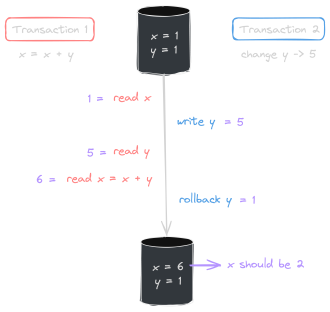 Transaction 1
x = x + y
x = 1
y = 1
Transaction 2
change y -> 5
1 = read x
write y = 5
5 = read y
6 = read x = x + y
rollback y = 1
x = 6
y = 1
x should be 2